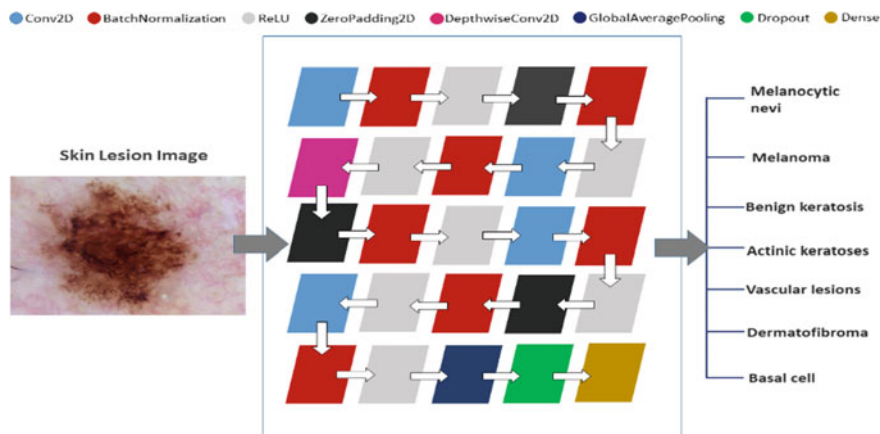 Conv2D BatchNormalization ReLU ZeroPadding2D DepthwiseConv2D GlobalAveragePooling Dropout Dense
Skin Lesion Image
Melanocytic
nevi
Melanoma
Benign keratosis
Actinic keratoses
Vascular lesions
Dermatofibroma
Basal cell